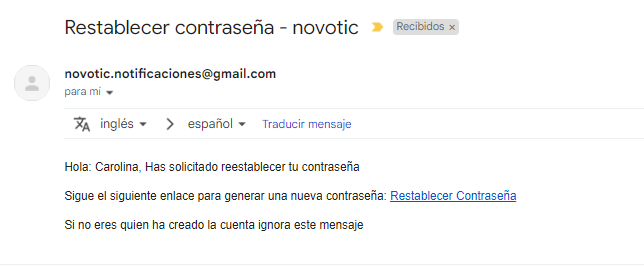 Restablecer contraseña - novotic Recibidos ×
novotic.notificaciones@gmail.com
para mí
inglés español Traducir mensaje
Hola: Carolina, Has solicitado reestablecer tu contraseña
Sigue el siguiente enlace para generar una nueva contraseña: Restablecer Contraseña
Si no eres quien ha creado la cuenta ignora este mensaje